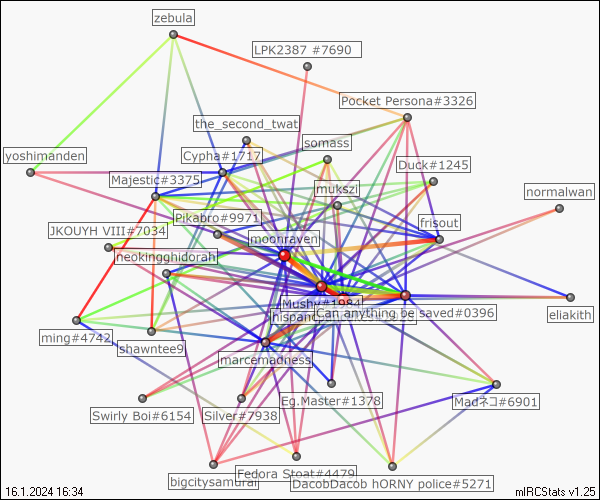 zebula
LPK2387 #7690
Pocket Persona#3326
the_second_twat
somass
yoshimanden
Cypha#1717
Duck#1245
Majestic#3375
mukszi
normalwan
Pikabro#9971
frisout
JKOUYH VIII#7034
moonraven
neokingghidorah
Mushy#1984
eliakith
Can anything be saved#0396
ming#4742
shawntee9
marcemadness
Eg.Master#1378
Madネコ#6901
Swirly Boi#6154
Silver#7938
bigcitysamurai
Fedora Stoat#4479
DacobDacob hORNY police#5271
16.1.2024 16:34
mIRCStats v1.25